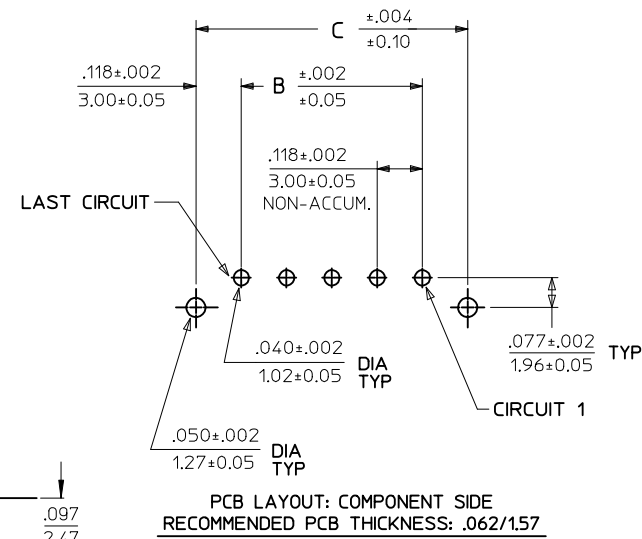 C ±.004
±0.10
.118±.002
3.00±0.05
B ±.002
±0.05
.118±.002
3.00±0.05
NON-ACCUM.
LAST CIRCUIT
.077±.002
1.96±0.05
TYP
.040±.002
1.02±0.05
DIA
TYP
CIRCUIT 1
.050±.002
1.27±0.05
DIA
TYP
.097
2.47
PCB LAYOUT: COMPONENT SIDE
RECOMMENDED PCB THICKNESS: .062/1.57